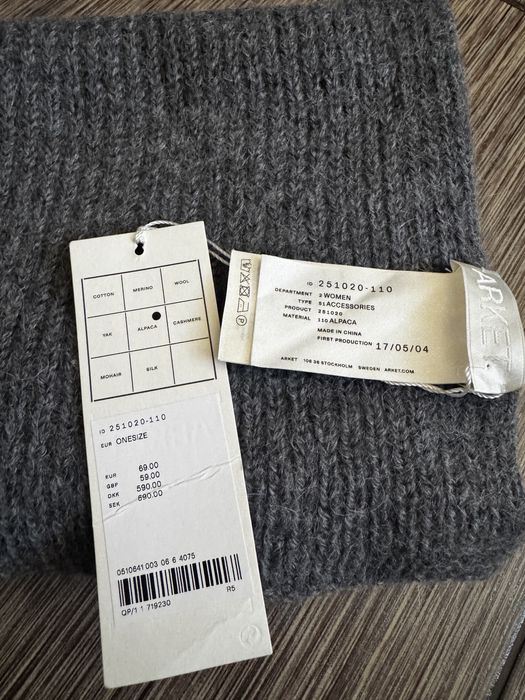 COTTON MERINO WOOL
YAK ALPACA CASHMERE
MOHAIR SILK
ID 251020-110
EUR ONESIZE
EUR 69.00
GBP 59.00
DKK 590.00
SEK 690.00
0510641 003 06 6 4075
QP/1 1 719230 R5
ID 251020-110
DEPARTMENT 2 WOMEN
TYPE 51 ACCESSORIES
PRODUCT 251020
MATERIAL 110 ALPACA
MADE IN CHINA
FIRST PRODUCTION 17/05/04
ARKET 106 38 STOCKHOLM SWEDEN ARKET.COM
ARKET